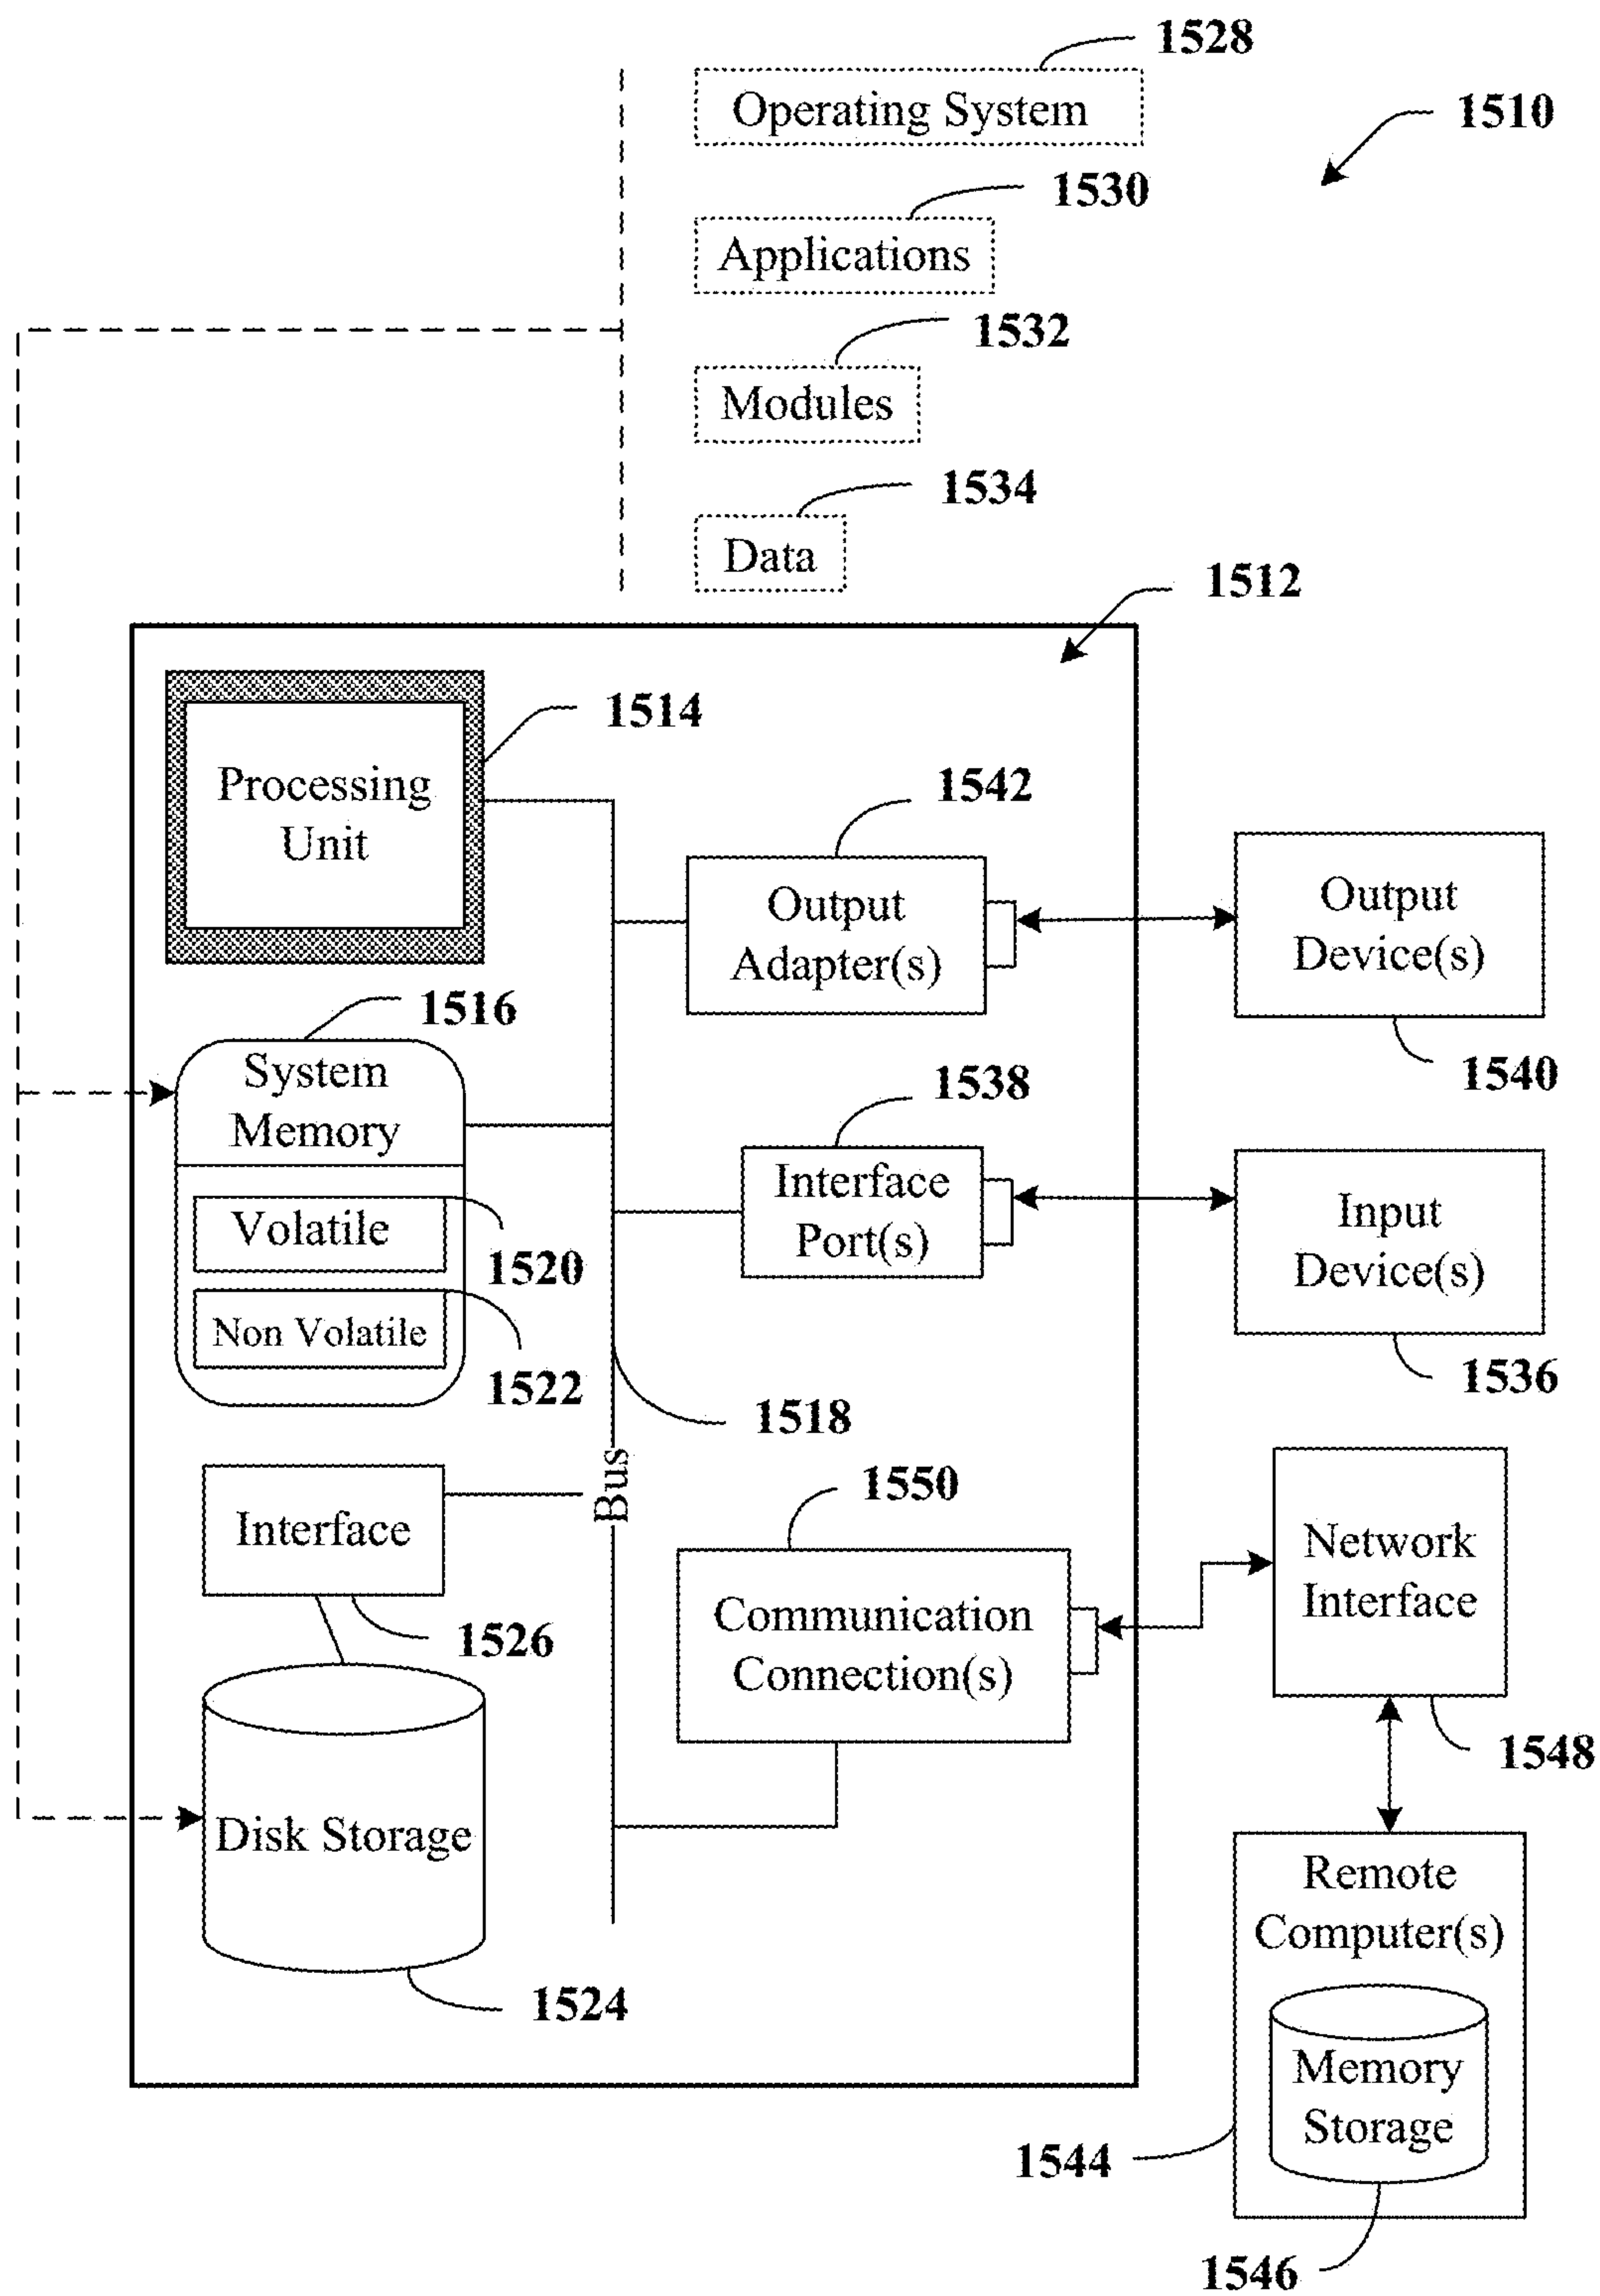 1528
Operating System
1510
1530
Applications
1532
Modules
1534
Data
1512
1514
Processing
Unit
1542
Output
Adapter(s)
Output
Device(s)
1540
1516
System
Memory
1538
Interface
Port(s)
Input
Device(s)
1536
Volatile
1520
Non Volatile
1522
1518
Bus
1550
Interface
1526
Communication
Connection(s)
Network
Interface
1548
Disk Storage
1524
Remote
Computer(s)
Memory
Storage
1544
1546